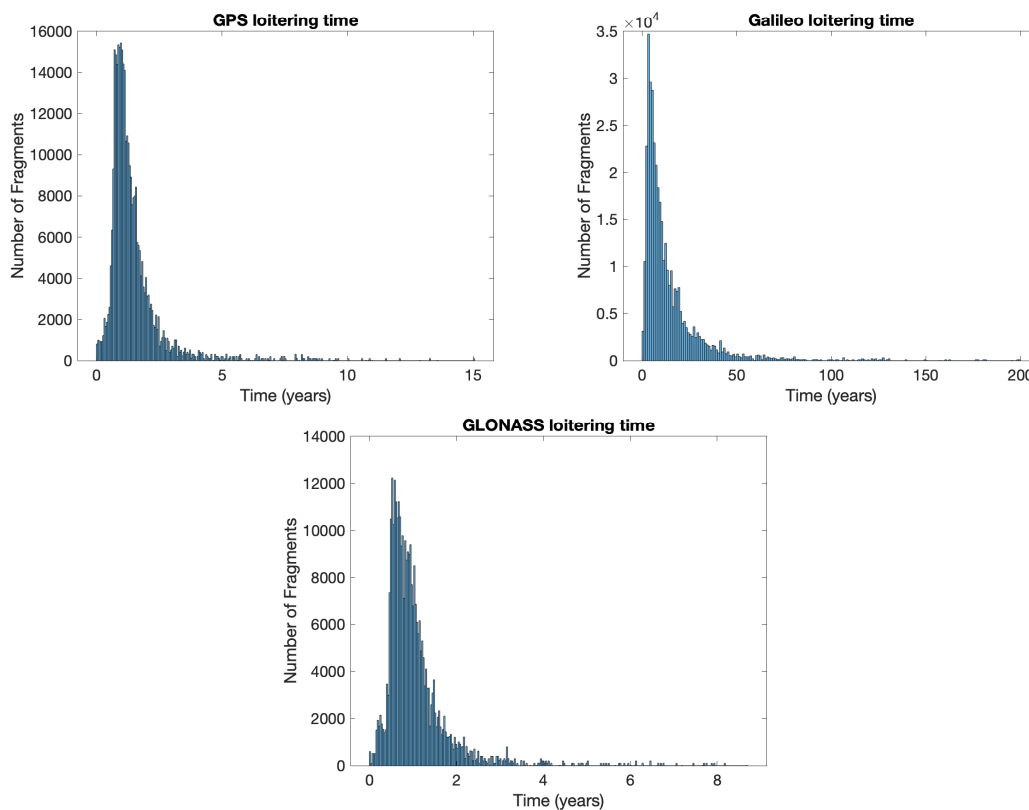 GPS loitering time
16000
14000
12000
10000
8000
6000
4000
2000
0
Number of Fragments
0 5 10 15
Time (years)
Galileo loitering time
×10⁴
3.5
3
2.5
2
1.5
1
0.5
0
Number of Fragments
0 50 100 150 200
Time (years)
GLONASS loitering time
14000
12000
10000
8000
6000
4000
2000
0
Number of Fragments
0 2 4 6 8
Time (years)